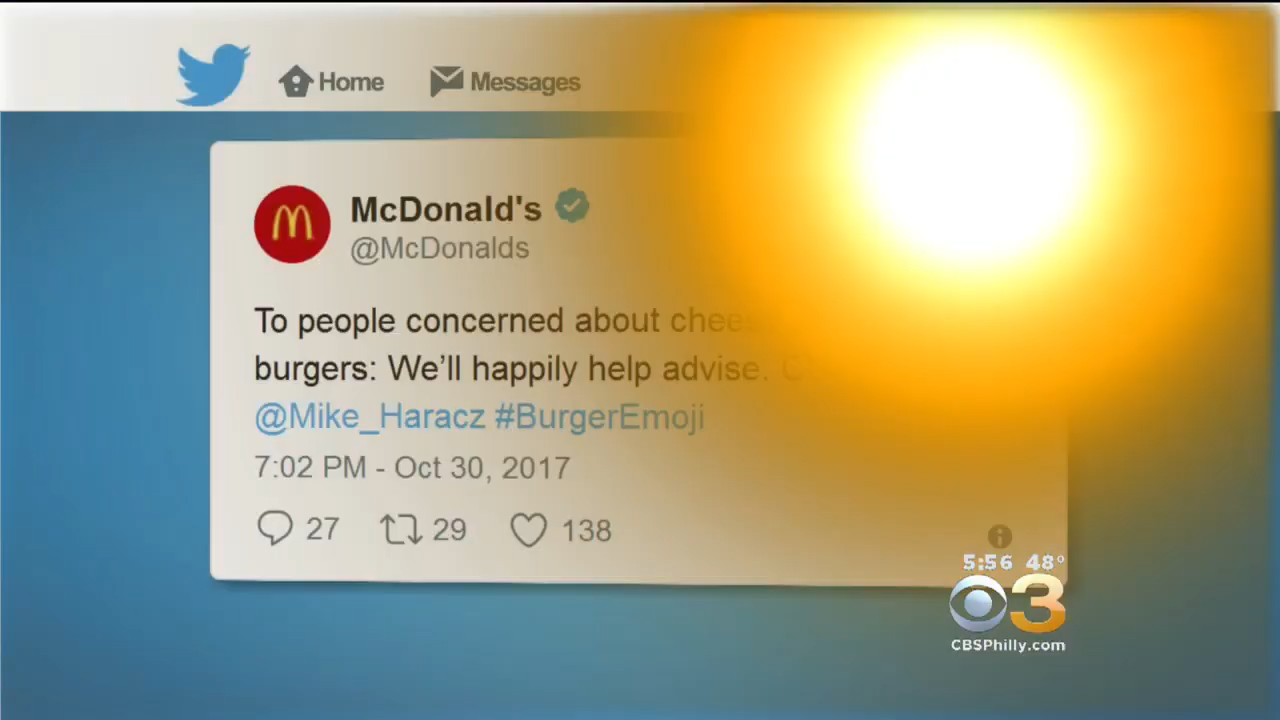 Home Messages
McDonald's
@McDonalds
To people concerned about
burgers: We'll happily help advise.
@Mike_Haracz #BurgerEmoji
7:02 PM - Oct 30, 2017
27 29 138
5:56 48°
3
CBSPhilly.com